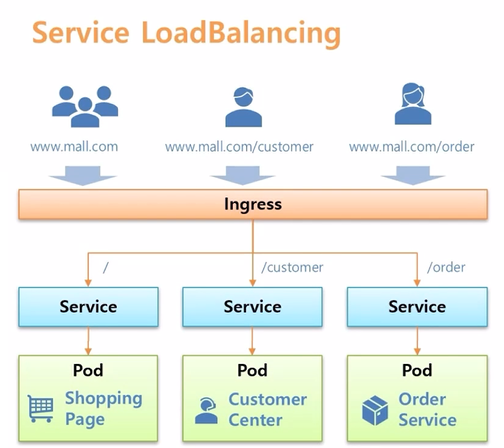 Service LoadBalancing
www.mall.com
www.mall.com/customer
www.mall.com/order
Ingress
/
/customer
/order
Service
Service
Service
Pod
Shopping
Page
Pod
Customer
Center
Pod
Order
Service